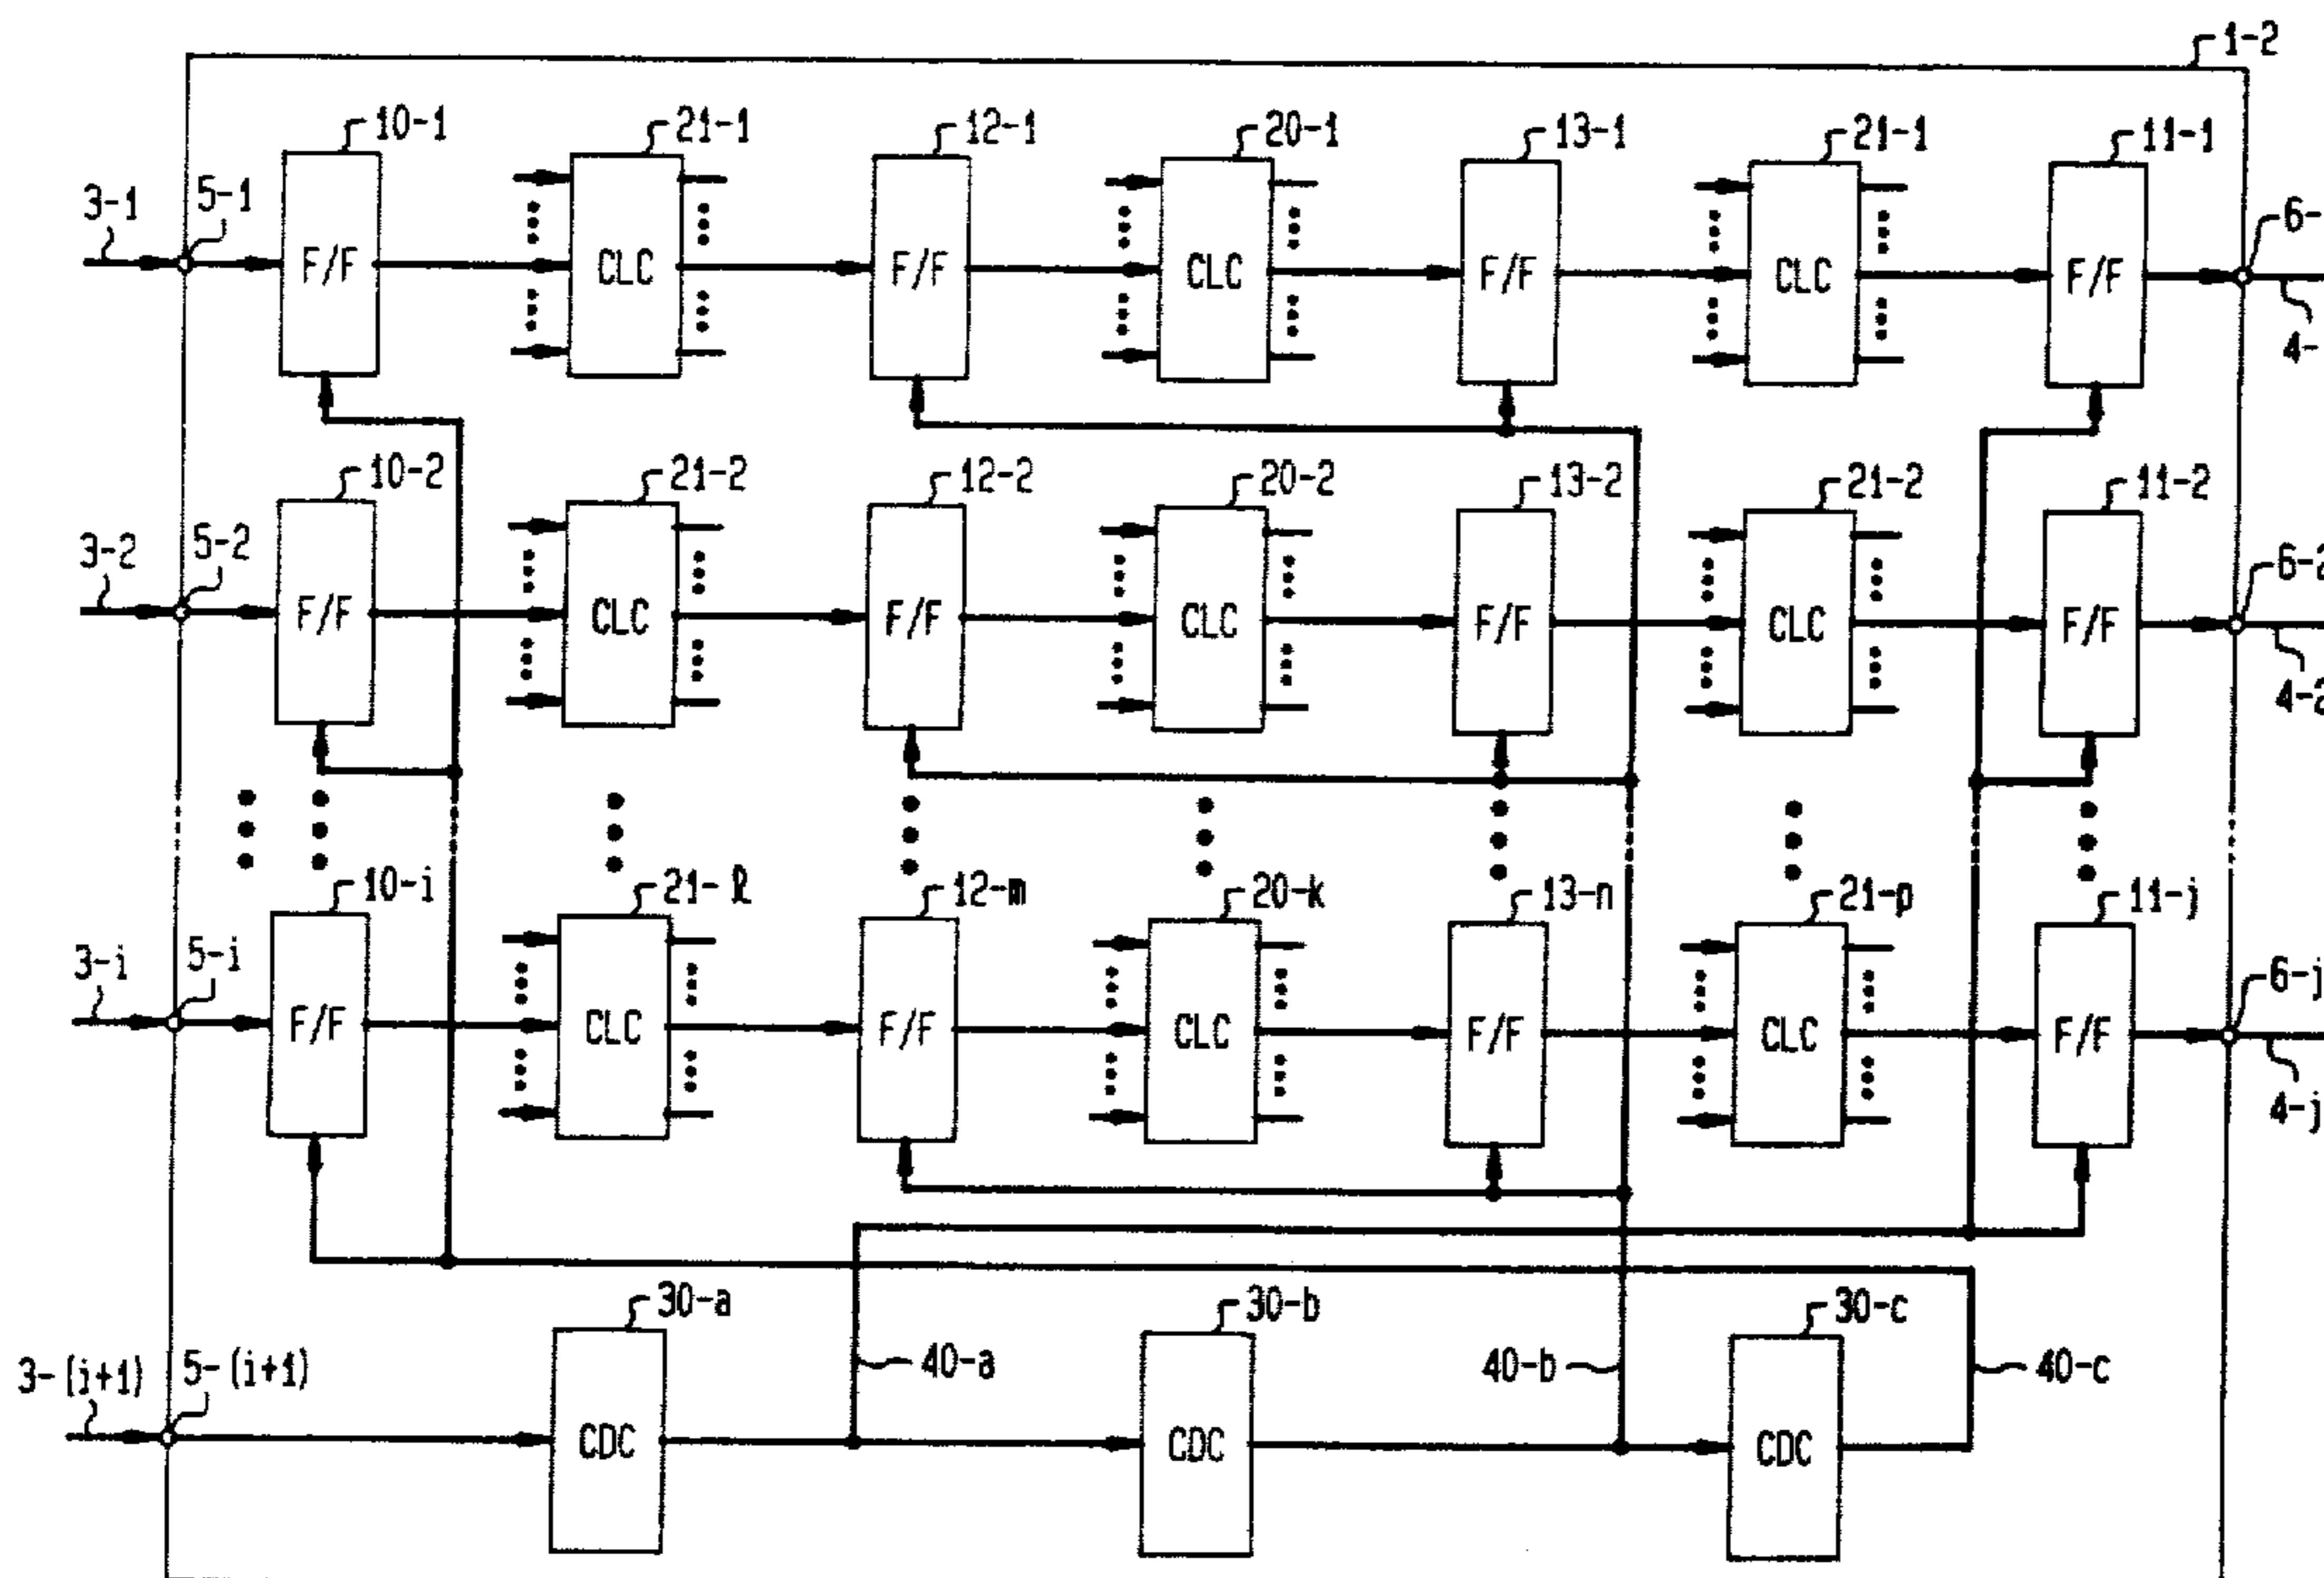 1-2
10-1 21-1 12-1 20-1 13-1 21-1 11-1
3-1 5-1 6-
F/F CLC F/F CLC F/F CLC F/F
4-
10-2 21-2 12-2 20-2 13-2 21-2 11-2
3-2 5-2 6-2
F/F CLC F/F CLC F/F CLC F/F
4-2
10-i 21-ℓ 12-m 20-k 13-n 21-p 11-j
3-i 5-i 6-j
F/F CLC F/F CLC F/F CLC F/F
4-j
30-a 30-b 30-c
3-(i+1) 5-(i+1) 40-a 40-b 40-c
CDC CDC CDC